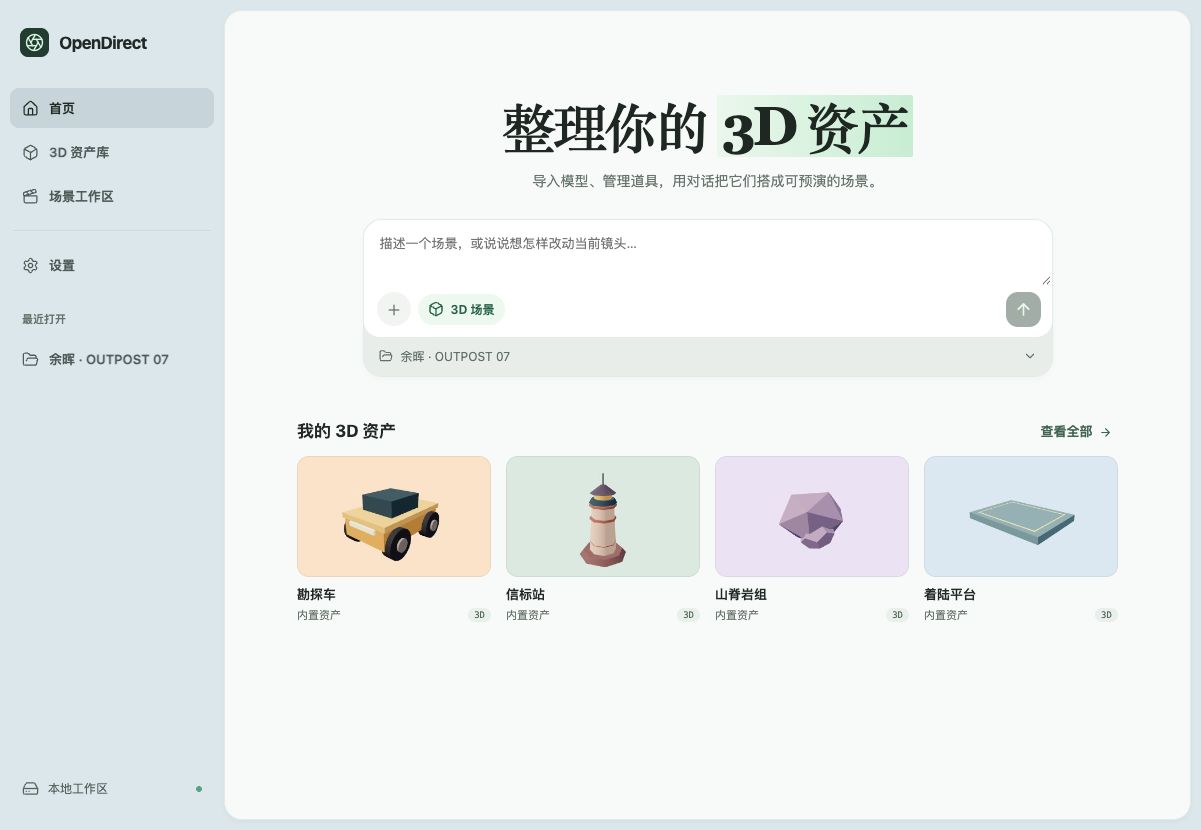 OpenDirect
首页
3D 资产库
场景工作区
设置
最近打开
余晖 · OUTPOST 07
本地工作区
整理你的 3D 资产
导入模型、管理道具，用对话把它们搭成可预演的场景。
描述一个场景，或说说想怎样改动当前镜头...
3D 场景
余晖 · OUTPOST 07
我的 3D 资产
查看全部
勘探车
内置资产
3D
信标站
内置资产
3D
山脊岩组
内置资产
3D
着陆平台
内置资产
3D